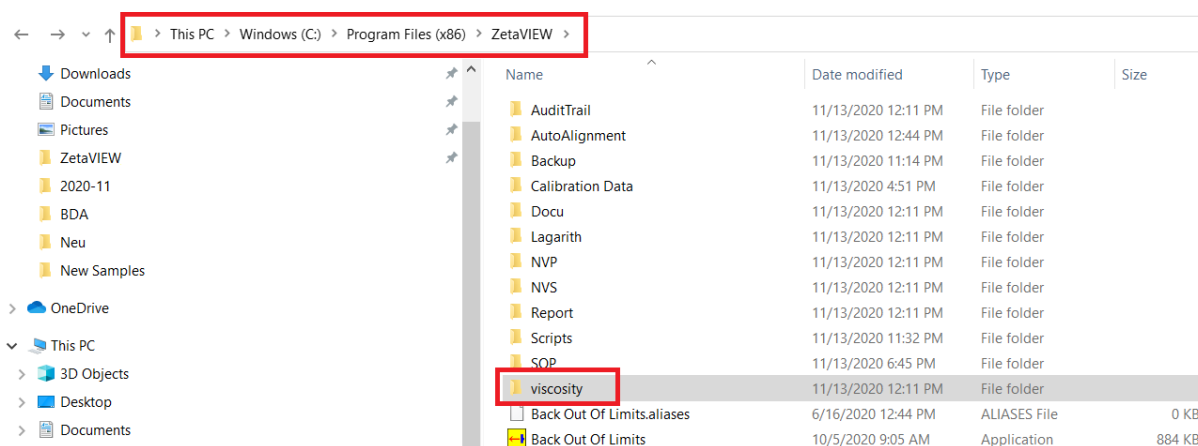 This PC > Windows (C:) > Program Files (x86) > ZetaVIEW >
Downloads
Documents
Pictures
ZetaVIEW
2020-11
BDA
Neu
New Samples
OneDrive
This PC
3D Objects
Desktop
Documents
Name Date modified Type Size
AuditTrail 11/13/2020 12:11 PM File folder
AutoAlignment 11/13/2020 12:44 PM File folder
Backup 11/13/2020 11:14 PM File folder
Calibration Data 11/13/2020 4:51 PM File folder
Docu 11/13/2020 12:11 PM File folder
Lagarith 11/13/2020 12:11 PM File folder
NVP 11/13/2020 12:11 PM File folder
NVS 11/13/2020 12:11 PM File folder
Report 11/13/2020 12:11 PM File folder
Scripts 11/13/2020 11:32 PM File folder
SOP 11/13/2020 6:45 PM File folder
viscosity 11/13/2020 12:11 PM File folder
Back Out Of Limits.aliases 6/16/2020 12:44 PM ALIASES File 0 KB
Back Out Of Limits 10/5/2020 9:05 AM Application 884 KB